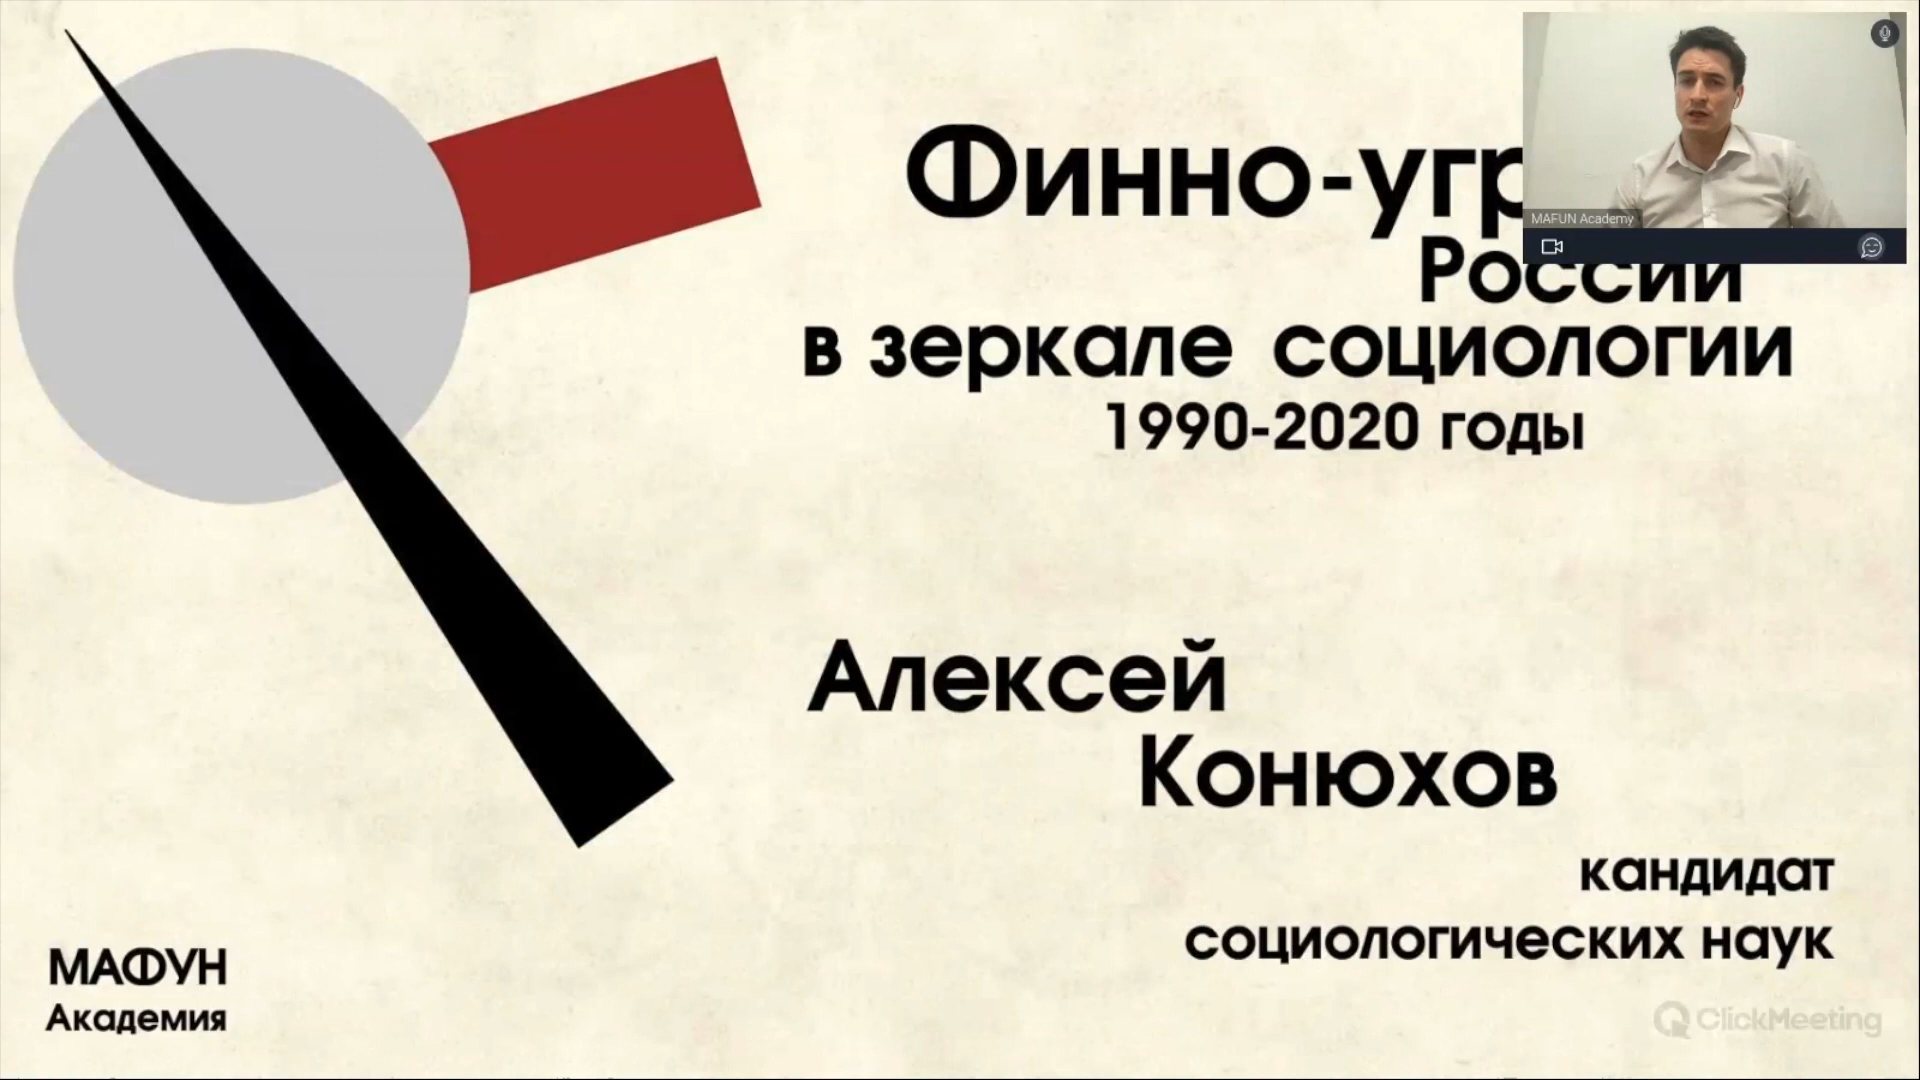 Финно-угр
России
в зеркале социологии
1990-2020 годы
MAFUN Academy
Алексей
Конюхов
кандидат
социологических наук
МАФУН
Академия
ClickMeeting